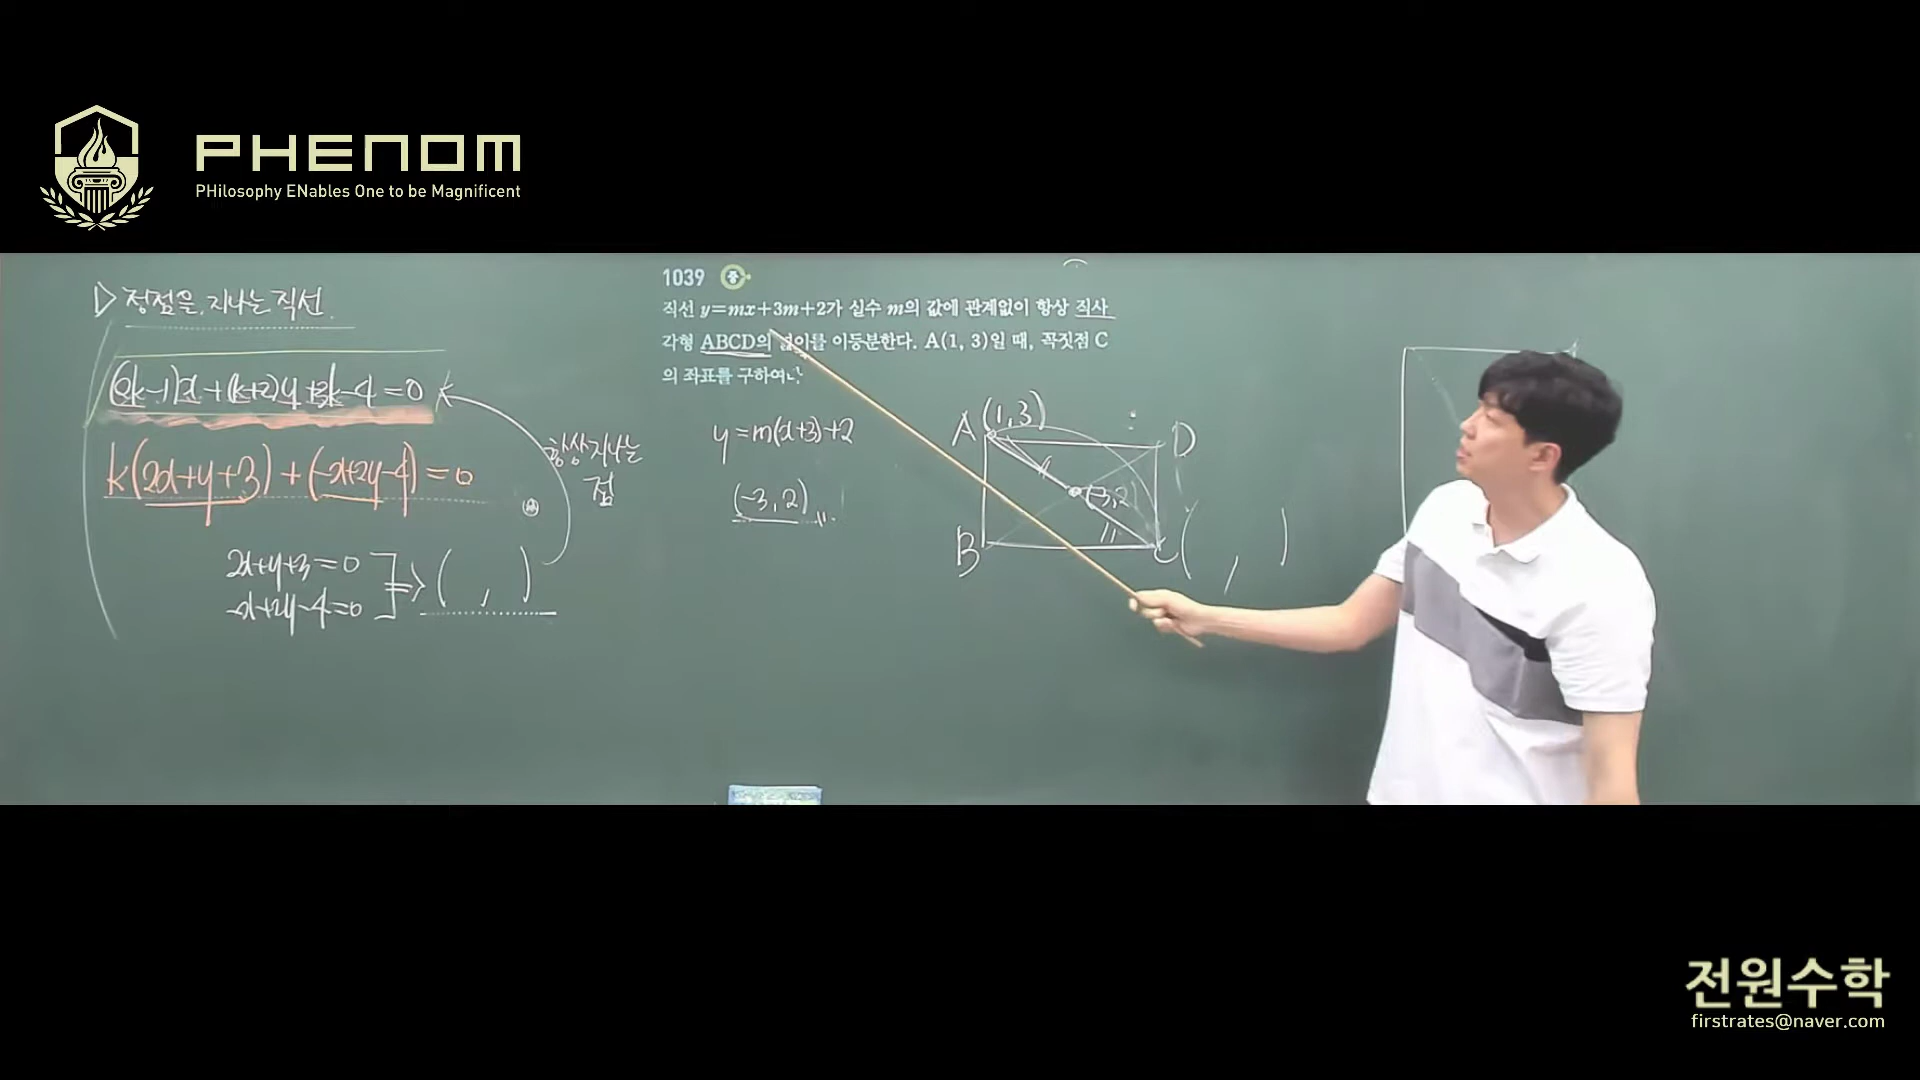 PHENOM
PHilosophy ENables One to be Magnificent
▷ 정점을 지나는 직선.
(2k-1)x+(k+2)y+3k-4=0
k(2x+y+3)+(-x+2y-4)=0
항상 지나는
점
2x+y+3=0
-x+2y-4=0
⇒ ( , )
1039 중
직선 y=mx+3m+2가 실수 m의 값에 관계없이 항상 직사
각형 ABCD의 넓이를 이등분한다. A(1, 3)일 때, 꼭짓점 C
의 좌표를 구하여라.
y=m(x+3)+2
(-3, 2)
A(1,3)
D
(-3,2)
B
C( , )
전원수학
firstrates@naver.com